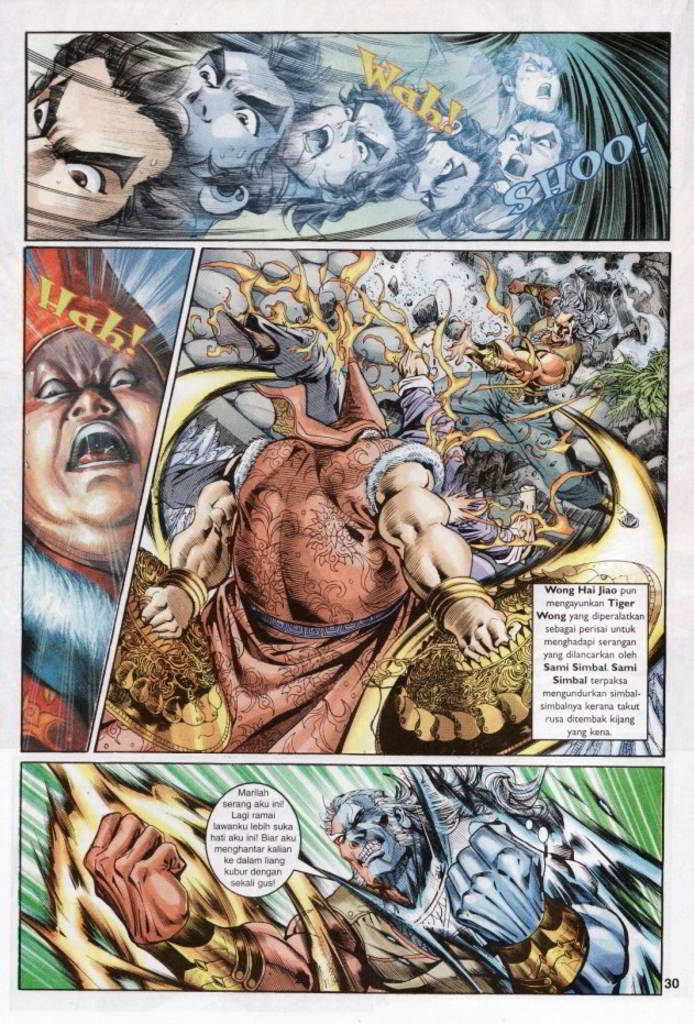 Wah!
SHOO!
Hah!
Wong Hai Jiao pun
mengayunkan Tiger
Wong yang diperalatkan
sebagai perisai untuk
menghadapi serangan
yang dilancarkan oleh
Sami Simbal. Sami
Simbal terpaksa
mengundurkan simbal-
simbalnya kerana takut
rusa ditembak kijang
yang kena.
Marilah
serang aku ini!
Lagi ramai
lawanku lebih suka
hati aku ini! Biar aku
menghantar kalian
ke dalam liang
kubur dengan
sekali gus!
30